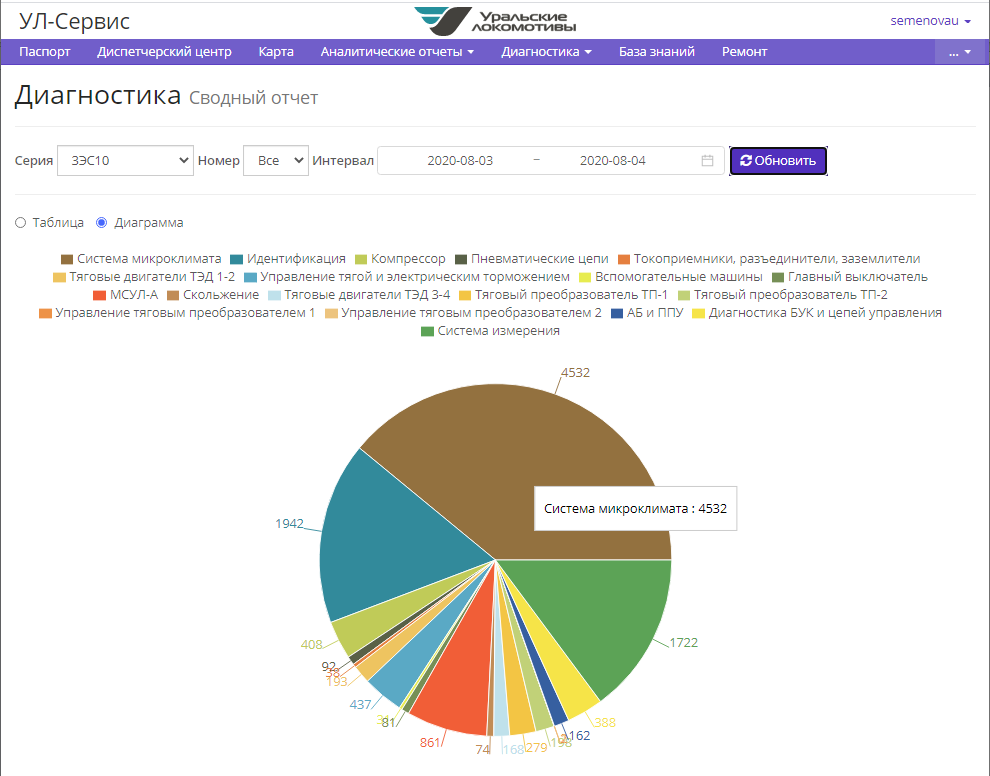 УЛ-Сервис
Уральские
локомотивы
semenovau
Паспорт Диспетчерский центр Карта Аналитические отчеты Диагностика База знаний Ремонт ...
Диагностика Сводный отчет
Серия 3ЭС10 Номер Все Интервал 2020-08-03 ~ 2020-08-04 Обновить
Таблица Диаграмма
Система микроклимата Идентификация Компрессор Пневматические цепи Токоприемники, разъединители, заземлители
Тяговые двигатели ТЭД 1-2 Управление тягой и электрическим торможением Вспомогательные машины Главный выключатель
МСУЛ-А Скольжение Тяговые двигатели ТЭД 3-4 Тяговый преобразователь ТП-1 Тяговый преобразователь ТП-2
Управление тяговым преобразователем 1 Управление тяговым преобразователем 2 АБ и ППУ Диагностика БУК и цепей управления
Система измерения
4532
Система микроклимата : 4532
1942
1722
408
92
38
193
437
81
388
162
861
74
168
279
198